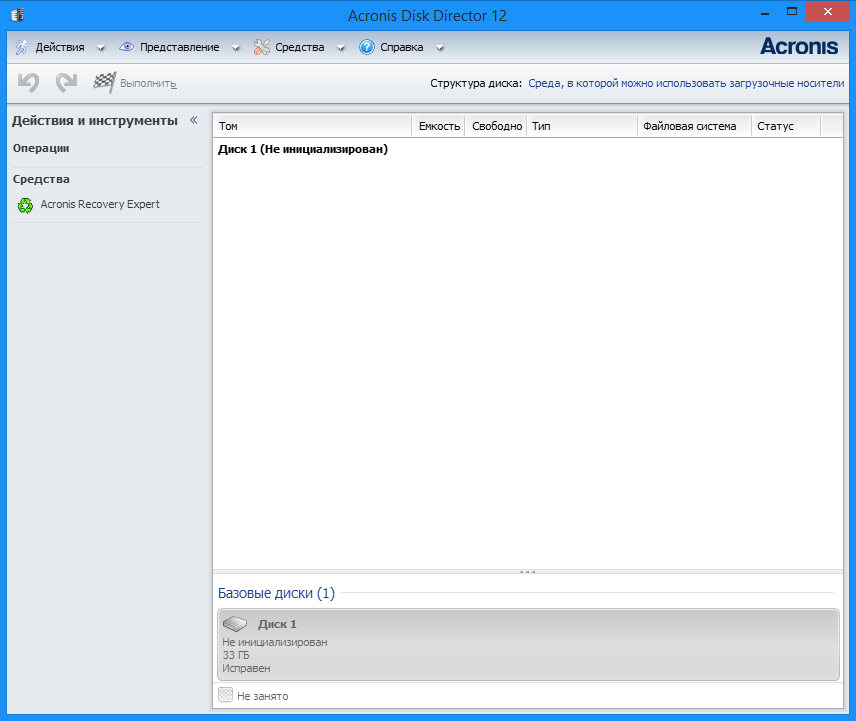 Acronis Disk Director 12
Действия Представление Средства Справка Acronis
Выполнить Структура диска: Среда, в которой можно использовать загрузочные носители
Действия и инструменты «
Операции
Средства
Acronis Recovery Expert
Том Емкость Свободно Тип Файловая система Статус
Диск 1 (Не инициализирован)
Базовые диски (1)
Диск 1
Не инициализирован
33 ГБ
Исправен
Не занято